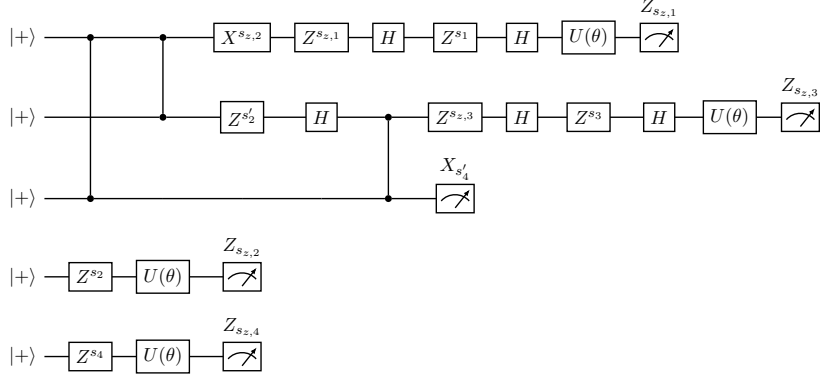 |+⟩ X^{s_{z,2}} Z^{s_{z,1}} H Z^{s_1} H U(θ) Z_{s_{z,1}}
|+⟩ Z^{s'_2} H Z^{s_{z,3}} H Z^{s_3} H U(θ) Z_{s_{z,3}}
|+⟩ X_{s'_4}
|+⟩ Z^{s_2} U(θ) Z_{s_{z,2}}
|+⟩ Z^{s_4} U(θ) Z_{s_{z,4}}